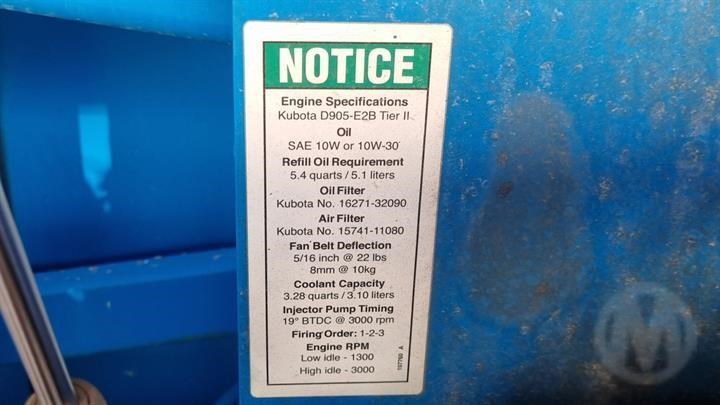 NOTICE
Engine Specifications
Kubota D905-E2B Tier II
Oil
SAE 10W or 10W-30
Refill Oil Requirement
5.4 quarts / 5.1 liters
Oil Filter
Kubota No. 16271-32090
Air Filter
Kubota No. 15741-11080
Fan Belt Deflection
5/16 inch @ 22 lbs
8mm @ 10kg
Coolant Capacity
3.28 quarts / 3.10 liters
Injector Pump Timing
19° BTDC @ 3000 rpm
Firing Order: 1-2-3
Engine RPM
Low idle - 1300
High idle - 3000
107760 A
M